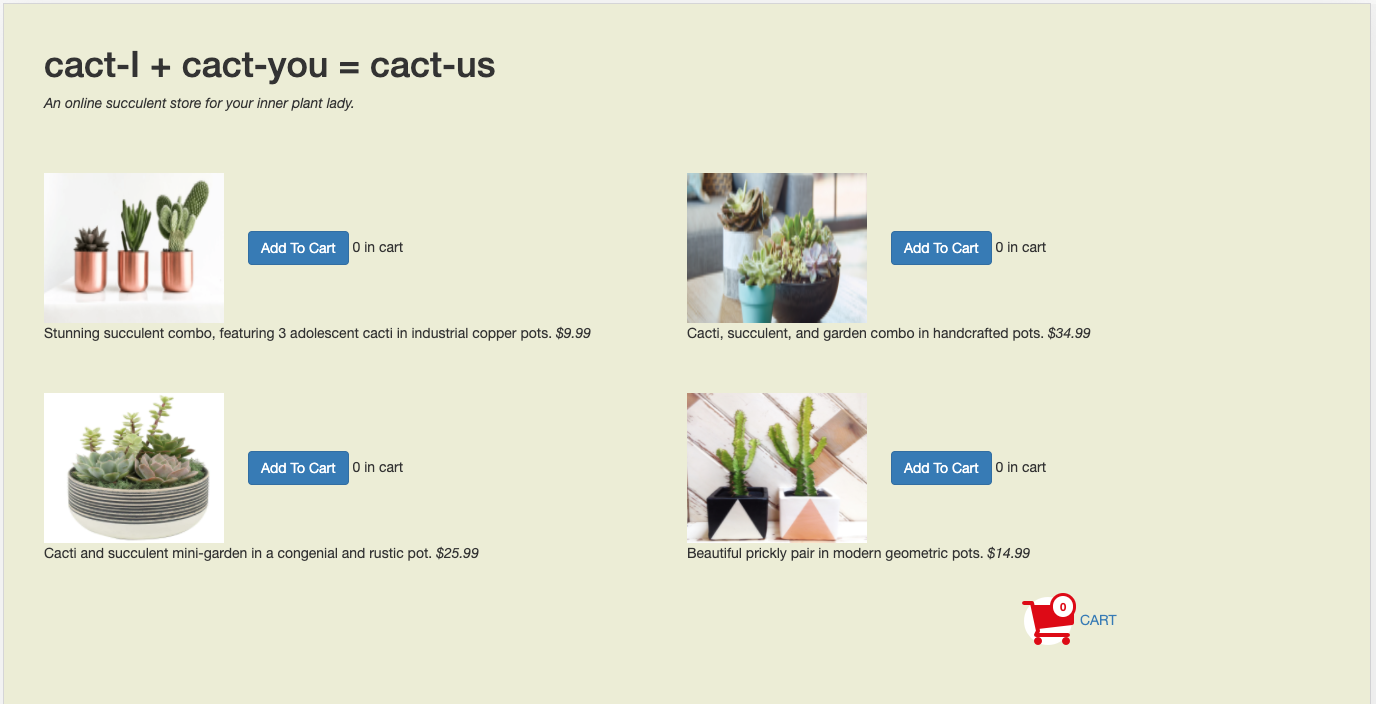 cact-I + cact-you = cact-us
An online succulent store for your inner plant lady.
Add To Cart 0 in cart
Stunning succulent combo, featuring 3 adolescent cacti in industrial copper pots. $9.99
Add To Cart 0 in cart
Cacti, succulent, and garden combo in handcrafted pots. $34.99
Add To Cart 0 in cart
Cacti and succulent mini-garden in a congenial and rustic pot. $25.99
Add To Cart 0 in cart
Beautiful prickly pair in modern geometric pots. $14.99
0 CART